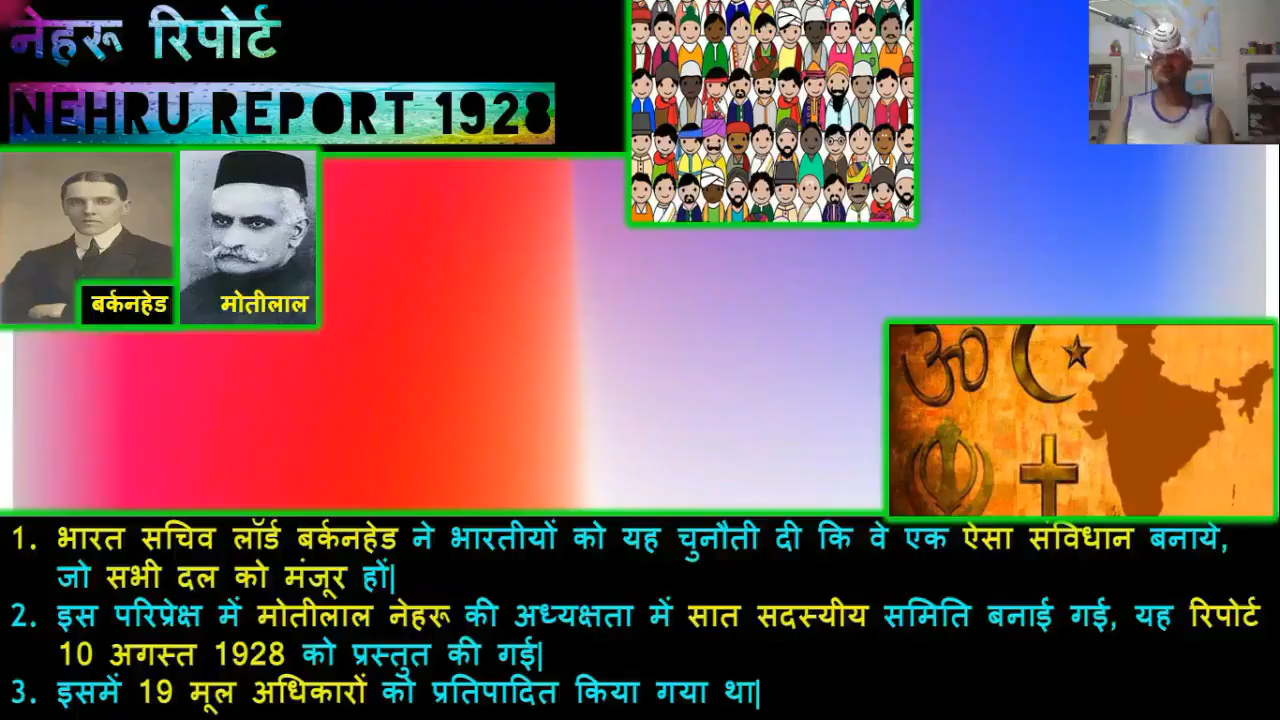 नेहरू रिपोर्ट
NEHRU REPORT 1928
बर्कनहेड
मोतीलाल
1. भारत सचिव लॉर्ड बर्कनहेड ने भारतीयों को यह चुनौती दी कि वे एक ऐसा संविधान बनाये,
जो सभी दल को मंजूर हों|
2. इस परिप्रेक्ष में मोतीलाल नेहरू की अध्यक्षता में सात सदस्यीय समिति बनाई गई, यह रिपोर्ट
10 अगस्त 1928 को प्रस्तुत की गई|
3. इसमें 19 मूल अधिकारों को प्रतिपादित किया गया था|